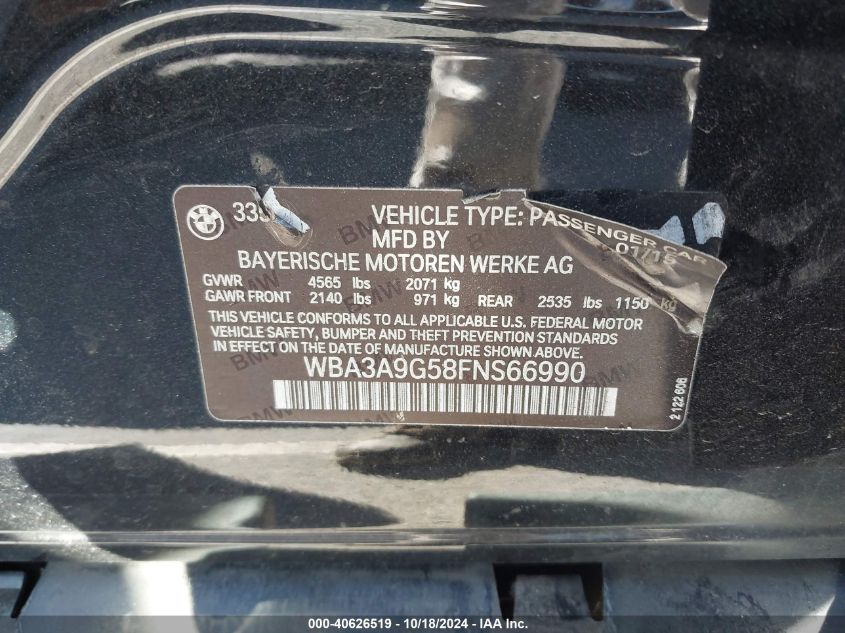 VEHICLE TYPE: PASSENGER CAR
MFD BY 01/15
BAYERISCHE MOTOREN WERKE AG
GVWR 4565 lbs 2071 kg
GAWR FRONT 2140 lbs 971 kg REAR 2535 lbs 1150 kg
THIS VEHICLE CONFORMS TO ALL APPLICABLE U.S. FEDERAL MOTOR
VEHICLE SAFETY, BUMPER AND THEFT PREVENTION STANDARDS
IN EFFECT ON THE DATE OF MANUFACTURE SHOWN ABOVE.
WBA3A9G58FNS66990
2 122 606
000-40626519 - 10/18/2024 - IAA Inc.